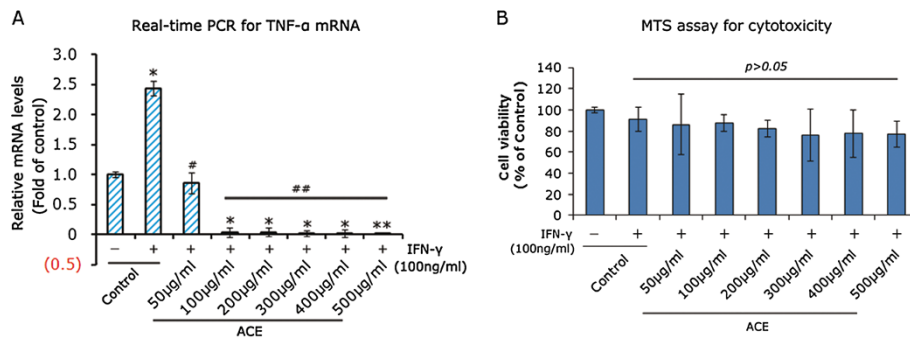 A
Real-time PCR for TNF-α mRNA
Relative mRNA levels
(Fold of control)
3.0
2.5
2.0
1.5
1.0
0.5
0
(0.5)
*
#
##
* * * * **
− + + + + + + +
IFN-γ
(100ng/ml)
Control
50µg/ml
100µg/ml
200µg/ml
300µg/ml
400µg/ml
500µg/ml
ACE
B
MTS assay for cytotoxicity
Cell viability
(% of Control)
140
120
100
80
60
40
20
0
p>0.05
IFN-γ
(100ng/ml)
− + + + + + + +
Control
50µg/ml
100µg/ml
200µg/ml
300µg/ml
400µg/ml
500µg/ml
ACE